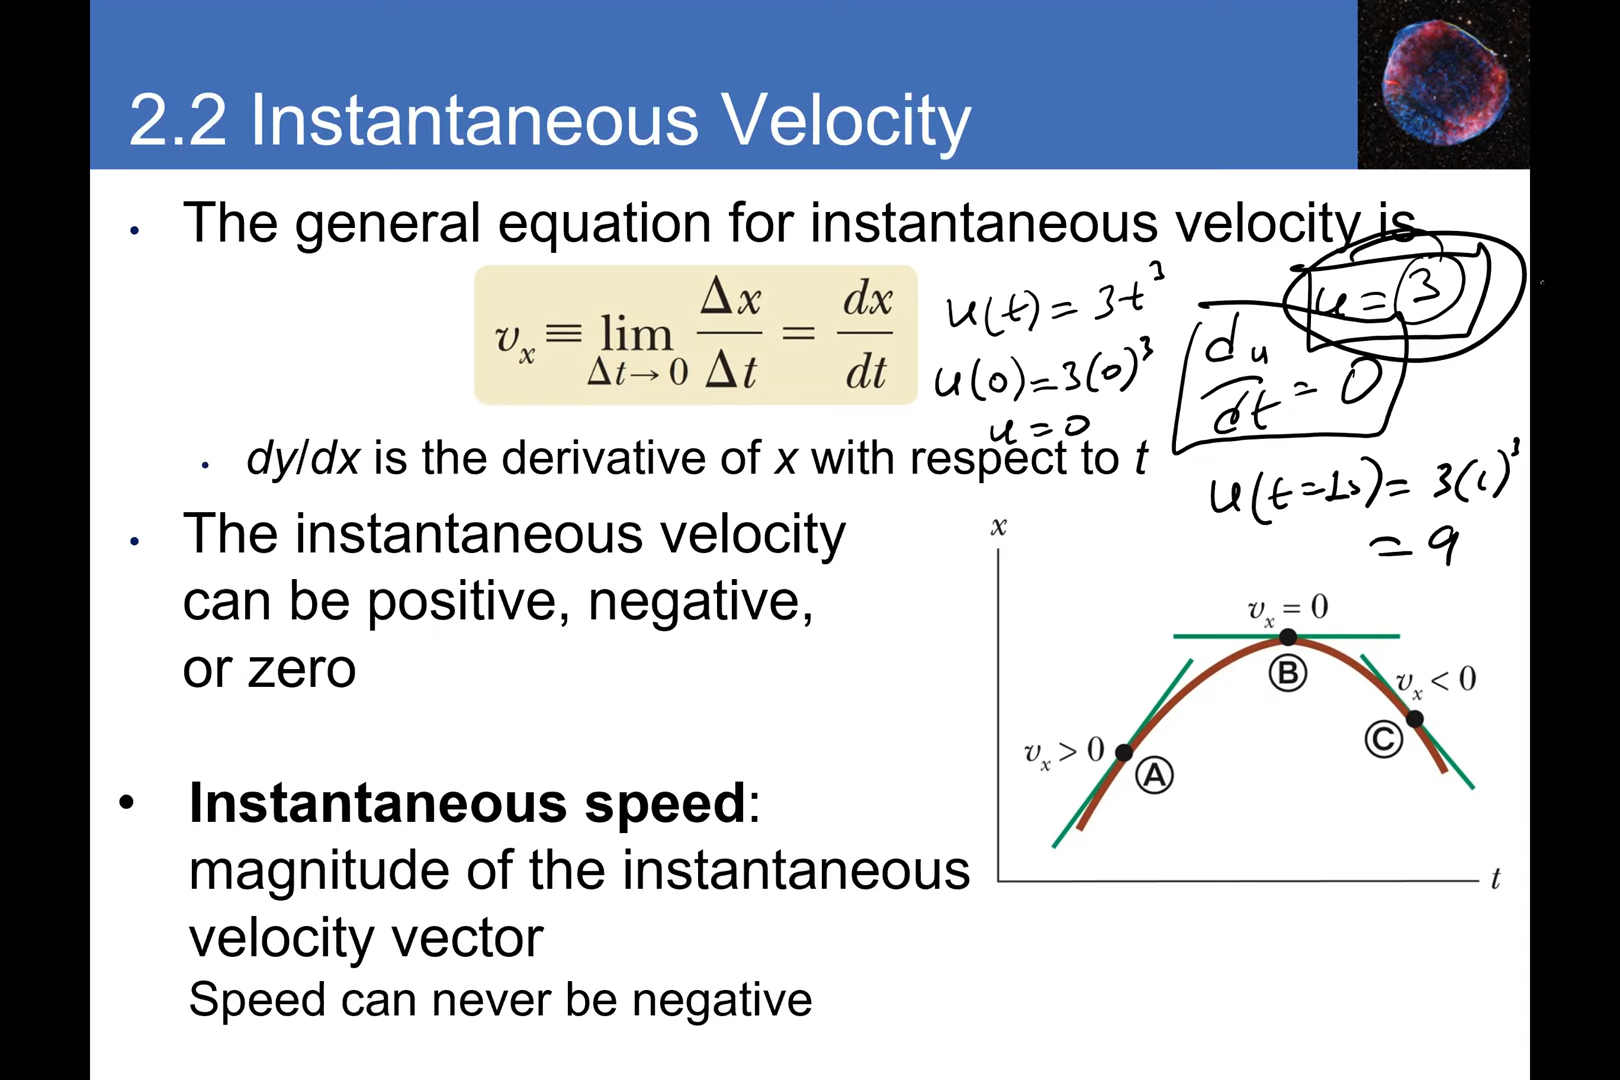 2.2 Instantaneous Velocity
• The general equation for instantaneous velocity is
vₓ ≡ lim Δt→0 Δx/Δt = dx/dt
u(t) = 3t³
u(0) = 3(0)³
u = 0
u = 3
du/dt = 0
• dy/dx is the derivative of x with respect to t
u(t=1s) = 3(1)³
= 9
• The instantaneous velocity
can be positive, negative,
or zero
x
vₓ = 0
B
vₓ < 0
C
vₓ > 0
A
t
• Instantaneous speed:
magnitude of the instantaneous
velocity vector
Speed can never be negative